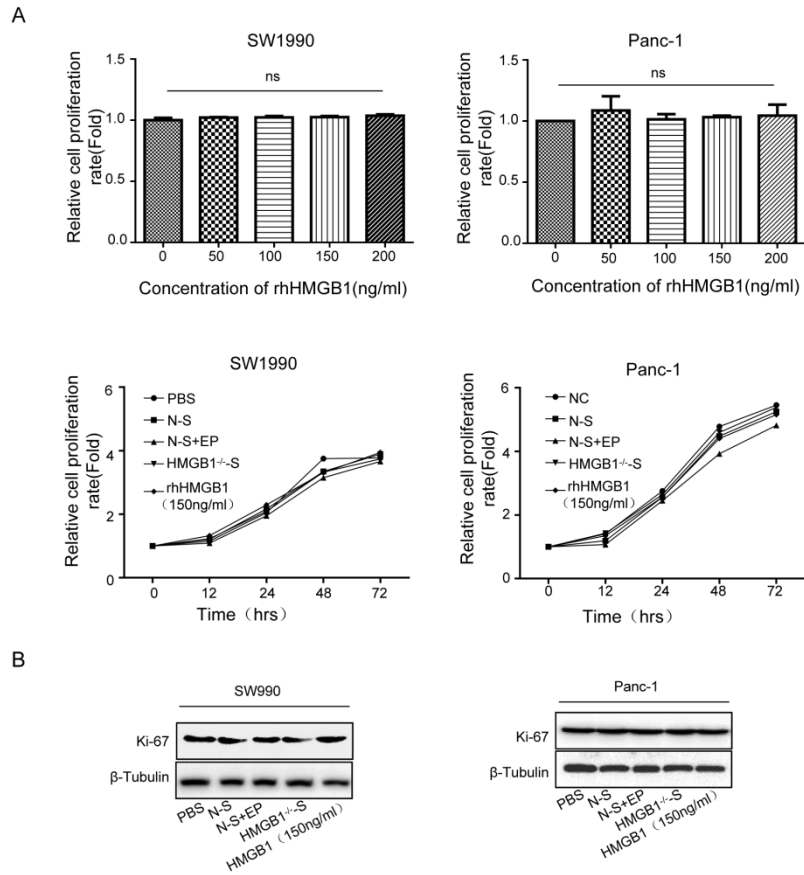 A
SW1990
Panc-1
Relative cell proliferation
rate(Fold)
1.5
1.0
0.5
0.0
ns
0 50 100 150 200
Concentration of rhHMGB1(ng/ml)
Relative cell proliferation
rate(Fold)
1.5
1.0
0.5
0.0
ns
0 50 100 150 200
Concentration of rhHMGB1(ng/ml)
SW1990
Panc-1
Relative cell proliferation
rate(Fold)
6
4
2
0
PBS
N-S
N-S+EP
HMGB1-/--S
rhHMGB1
(150ng/ml)
0 12 24 48 72
Time (hrs)
Relative cell proliferation
rate(Fold)
6
4
2
0
NC
N-S
N-S+EP
HMGB1-/--S
rhHMGB1
(150ng/ml)
0 12 24 48 72
Time (hrs)
B
SW990
Ki-67
β-Tubulin
PBS
N-S
N-S+EP
HMGB1-/--S
HMGB1 (150ng/ml)
Panc-1
Ki-67
β-Tubulin
PBS
N-S
N-S+EP
HMGB1-/--S
HMGB1 (150ng/ml)